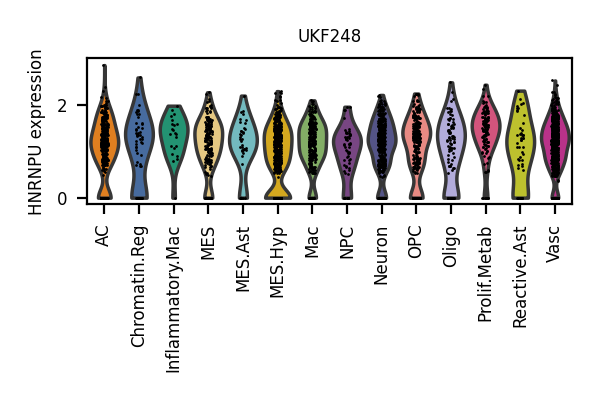 UKF248
HNRNPU expression
2
0
AC
Chromatin.Reg
Inflammatory.Mac
MES
MES.Ast
MES.Hyp
Mac
NPC
Neuron
OPC
Oligo
Prolif.Metab
Reactive.Ast
Vasc